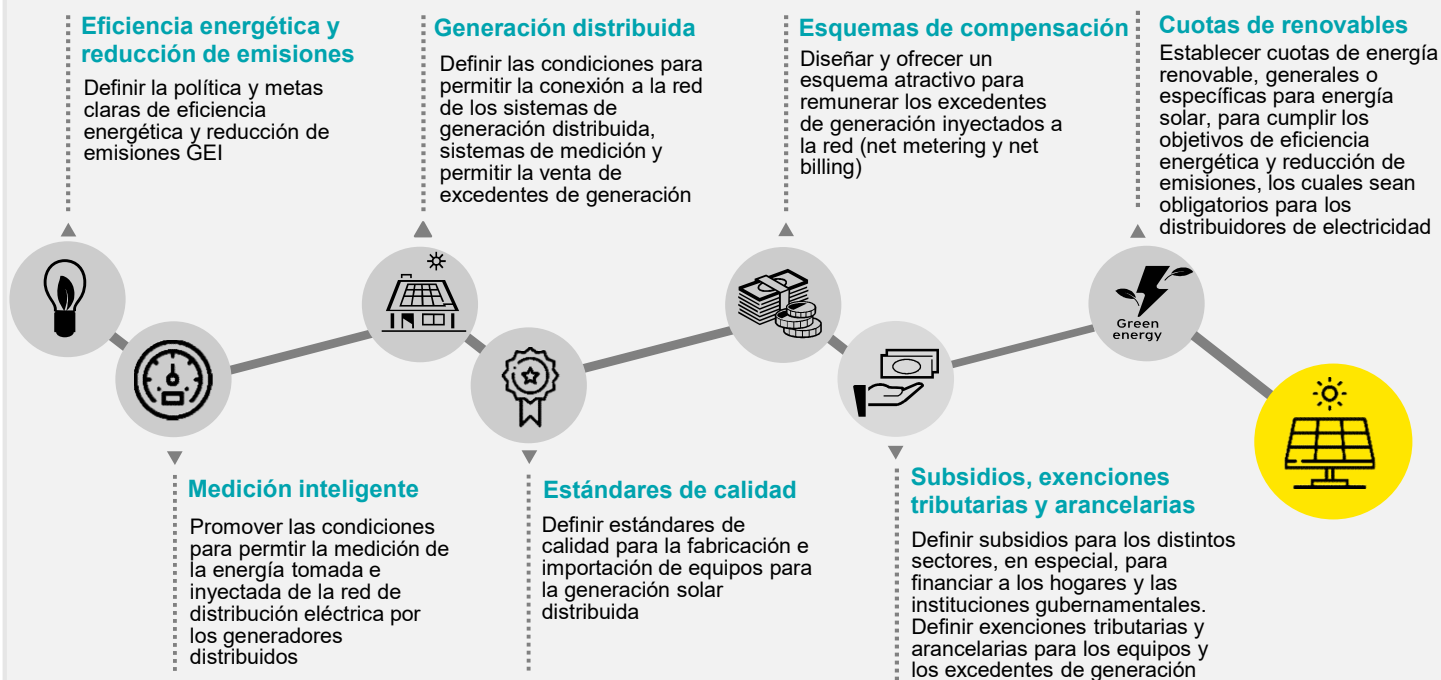 Eficiencia energética y
reducción de emisiones
Definir la política y metas
claras de eficiencia
energética y reducción de
emisiones GEI
Generación distribuida
Definir las condiciones para
permitir la conexión a la red
de los sistemas de
generación distribuida,
sistemas de medición y
permitir la venta de
excedentes de generación
Esquemas de compensación
Diseñar y ofrecer un
esquema atractivo para
remunerar los excedentes
de generación inyectados a
la red (net metering y net
billing)
Cuotas de renovables
Establecer cuotas de energía
renovable, generales o
específicas para energía
solar, para cumplir los
objetivos de eficiencia
energética y reducción de
emisiones, los cuales sean
obligatorios para los
distribuidores de electricidad
Green
energy
Medición inteligente
Promover las condiciones
para permtir la medición de
la energía tomada e
inyectada de la red de
distribución eléctrica por
los generadores
distribuidos
Estándares de calidad
Definir estándares de
calidad para la fabricación e
importación de equipos para
la generación solar
distribuida
Subsidios, exenciones
tributarias y arancelarias
Definir subsidios para los distintos
sectores, en especial, para
financiar a los hogares y las
instituciones gubernamentales.
Definir exenciones tributarias y
arancelarias para los equipos y
los excedentes de generación